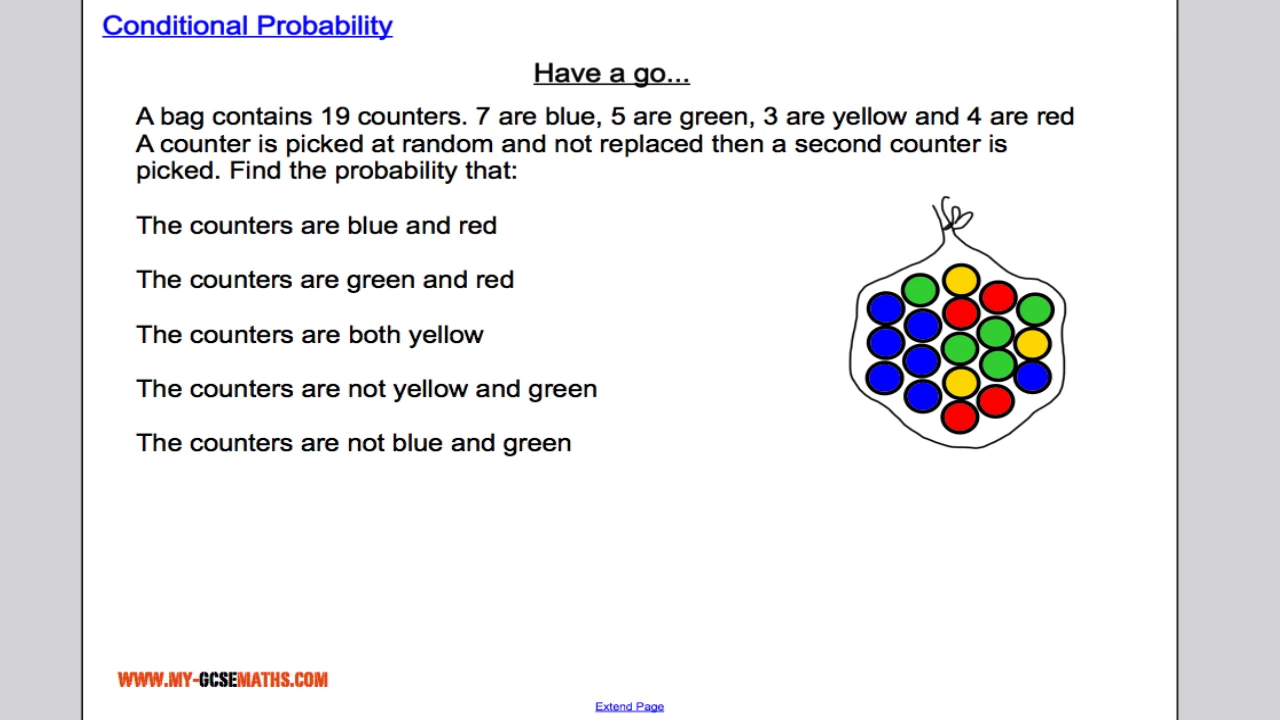 Conditional Probability
Have a go...
A bag contains 19 counters. 7 are blue, 5 are green, 3 are yellow and 4 are red
A counter is picked at random and not replaced then a second counter is
picked. Find the probability that:
The counters are blue and red
The counters are green and red
The counters are both yellow
The counters are not yellow and green
The counters are not blue and green
WWW.MY-GCSEMATHS.COM
Extend Page